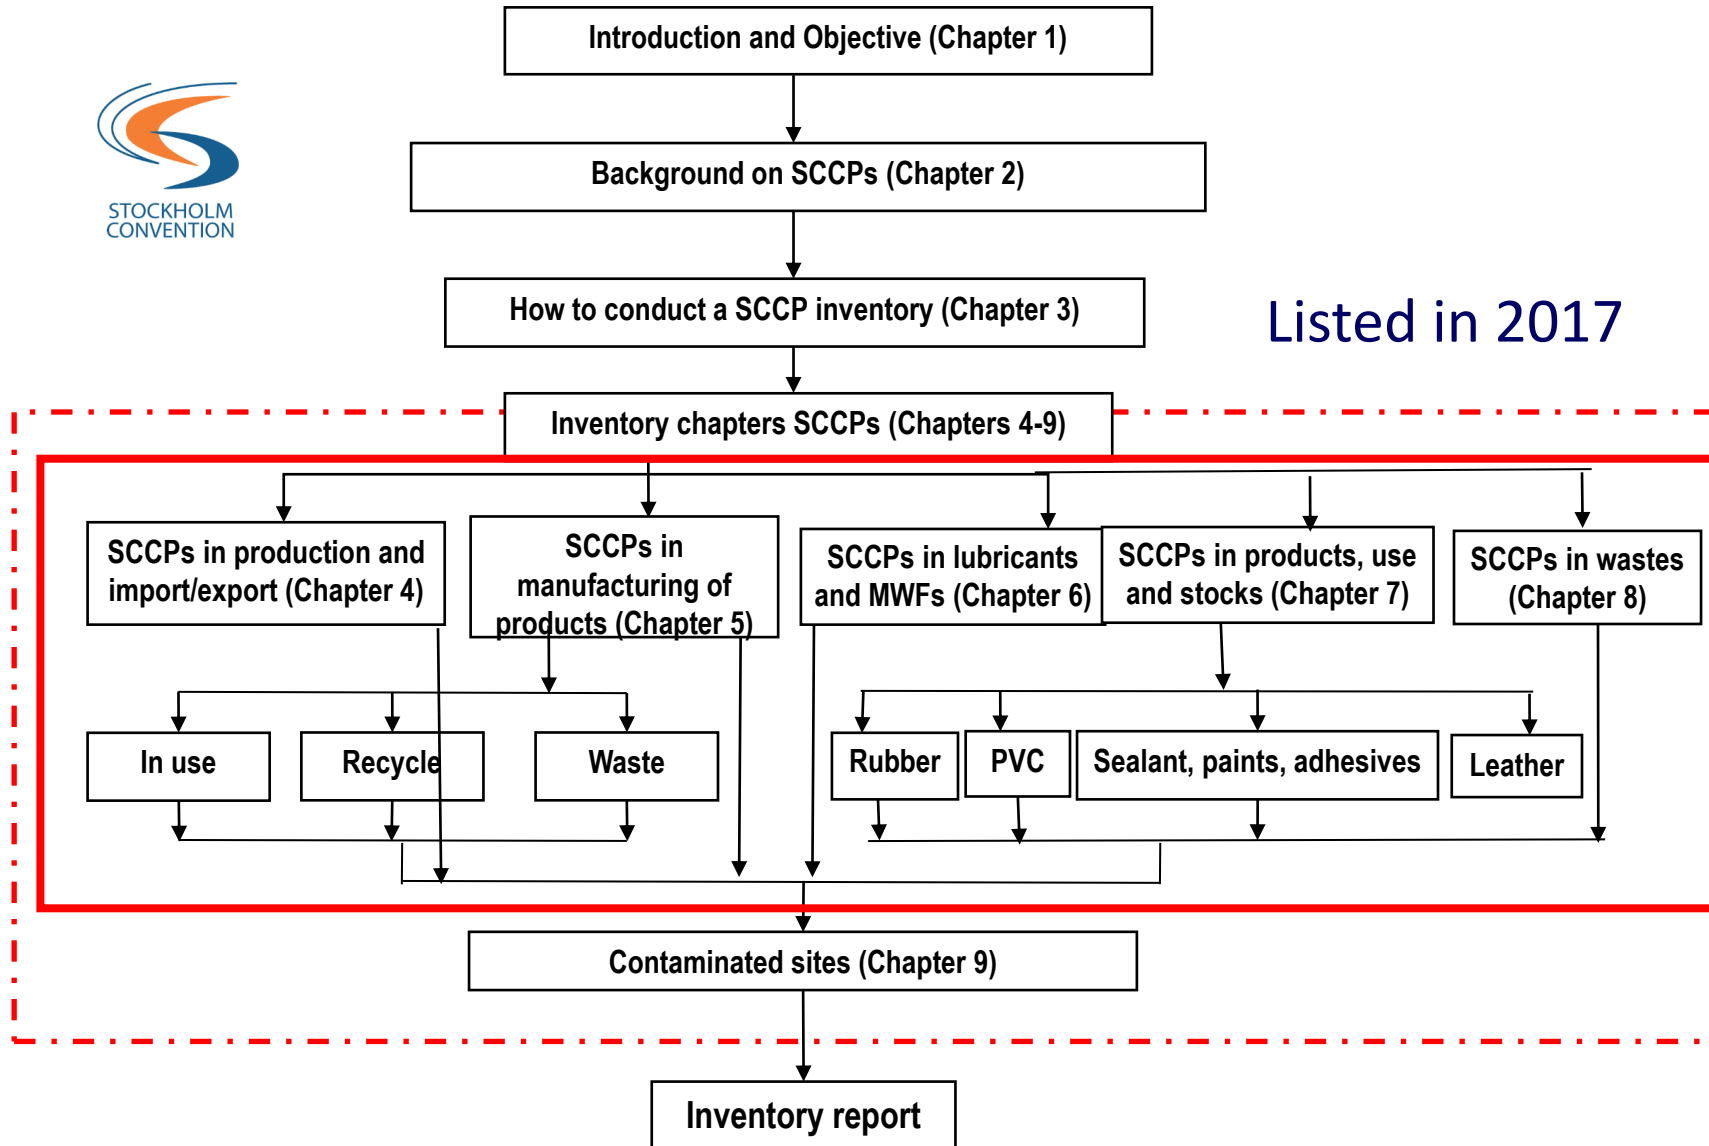 Introduction and Objective (Chapter 1)
STOCKHOLM
CONVENTION
Background on SCCPs (Chapter 2)
How to conduct a SCCP inventory (Chapter 3)
Listed in 2017
Inventory chapters SCCPs (Chapters 4-9)
SCCPs in production and
import/export (Chapter 4)
SCCPs in
manufacturing of
products (Chapter 5)
SCCPs in lubricants
and MWFs (Chapter 6)
SCCPs in products, use
and stocks (Chapter 7)
SCCPs in wastes
(Chapter 8)
In use
Recycle
Waste
Rubber
PVC
Sealant, paints, adhesives
Leather
Contaminated sites (Chapter 9)
Inventory report